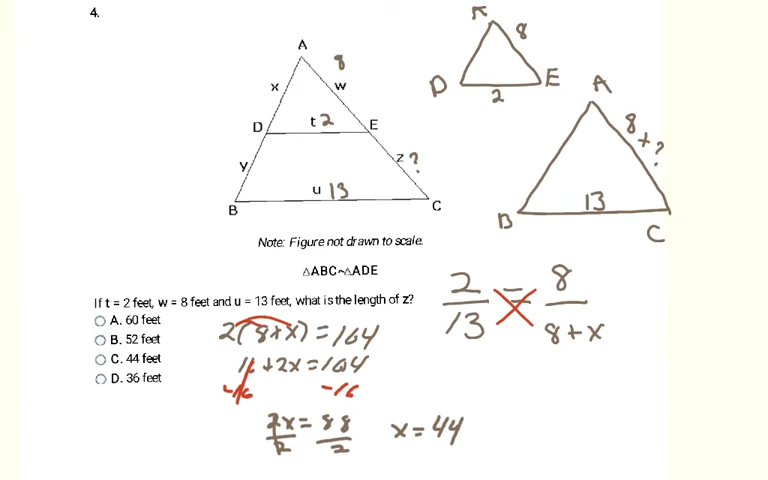 4.
A
8
x
w
D
t 2
E
y
z ?
u 13
B
C
A
8
D
E
2
A
8 + ?
13
B
C
Note: Figure not drawn to scale.
△ABC~△ADE
If t = 2 feet, w = 8 feet and u = 13 feet, what is the length of z?
A. 60 feet
B. 52 feet
C. 44 feet
D. 36 feet
2/13 = 8/8+x
2(8+x)=104
16+2x=104
-16 -16
2x/2 = 88/2
x=44